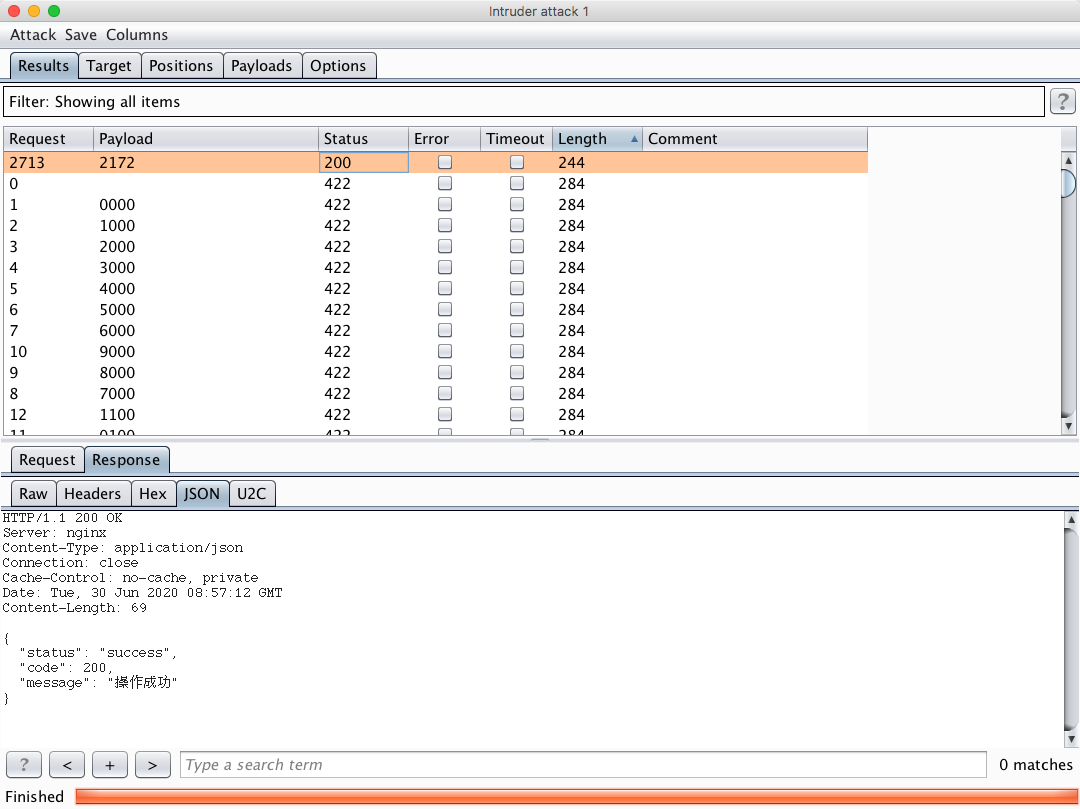 Intruder attack 1
Attack Save Columns
Results Target Positions Payloads Options
Filter: Showing all items ?
Request Payload Status Error Timeout Length Comment
2713 2172 200 244
0 422 284
1 0000 422 284
2 1000 422 284
3 2000 422 284
4 3000 422 284
5 4000 422 284
6 5000 422 284
7 6000 422 284
10 9000 422 284
9 8000 422 284
8 7000 422 284
12 1100 422 284
11 0100 422 284
Request Response
Raw Headers Hex JSON U2C
HTTP/1.1 200 OK
Server: nginx
Content-Type: application/json
Connection: close
Cache-Control: no-cache, private
Date: Tue, 30 Jun 2020 08:57:12 GMT
Content-Length: 69
{
"status": "success",
"code": 200,
"message": "操作成功"
}
? < + > Type a search term 0 matches
Finished